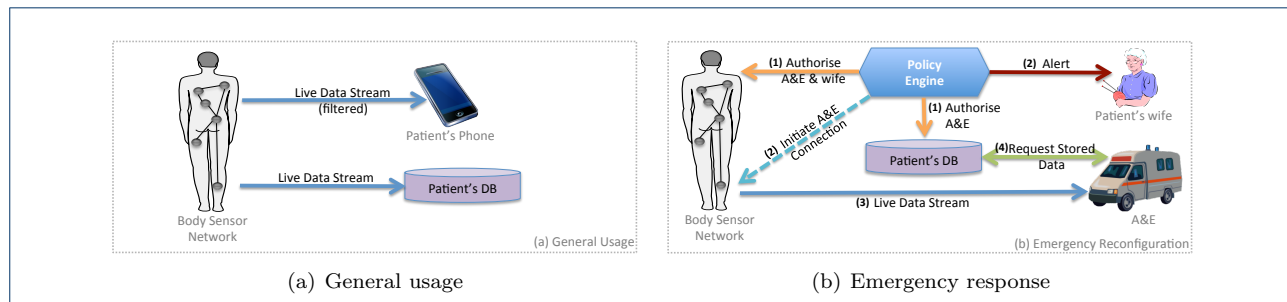 Live Data Stream
(filtered)
Patient's Phone
Live Data Stream
Patient's DB
Body Sensor
Network
(a) General Usage
(a) General usage
(1) Authorise
A&E & wife
Policy
Engine
(2) Alert
Patient's wife
(1) Authorise
A&E
(2) Initiate A&E
Connection
Patient's DB
(4)Request Stored
Data
(3) Live Data Stream
A&E
Body Sensor
Network
(b) Emergency Reconfiguration
(b) Emergency response